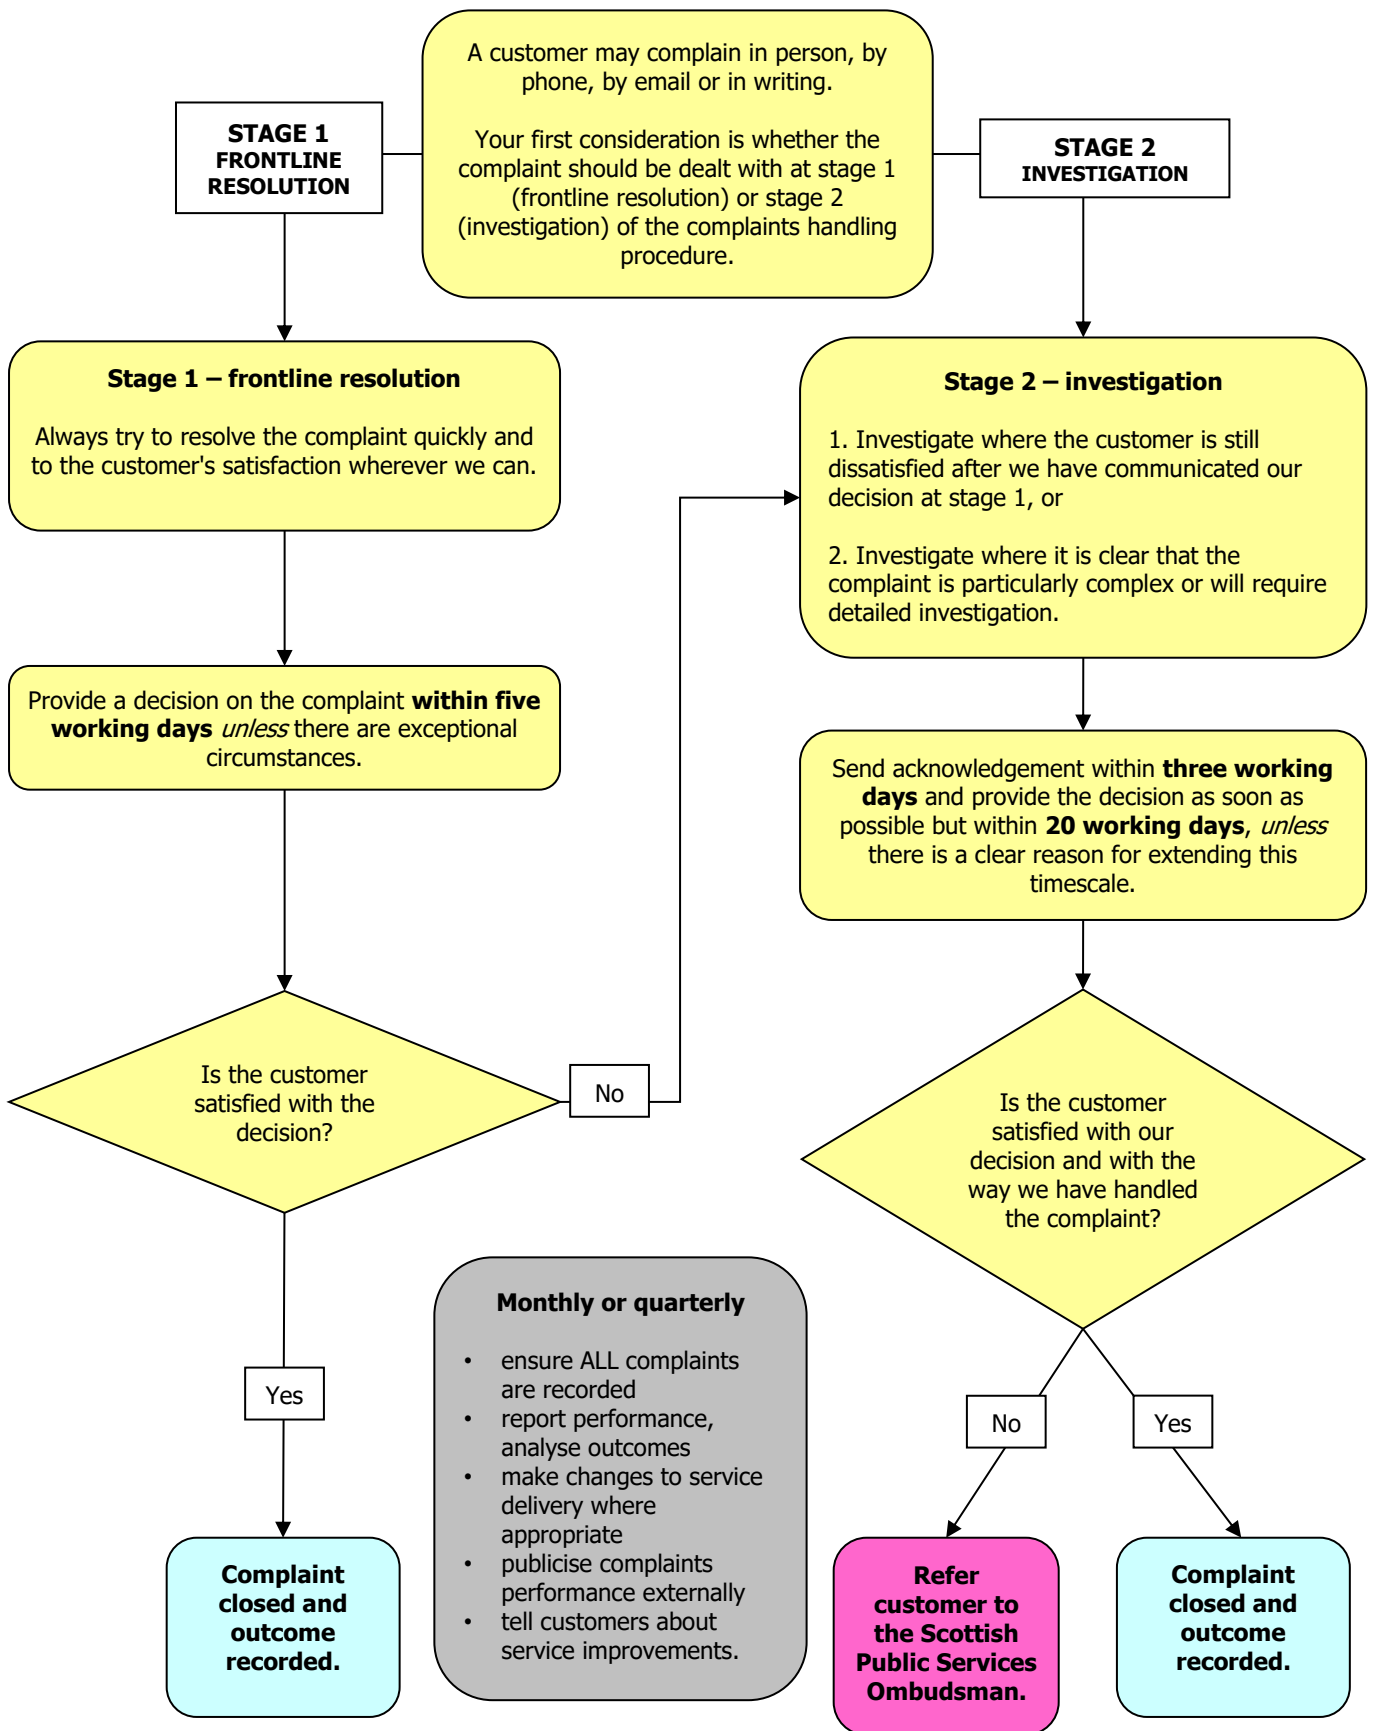 A customer may complain in person, by
phone, by email or in writing.
Your first consideration is whether the
complaint should be dealt with at stage 1
(frontline resolution) or stage 2
(investigation) of the complaints handling
procedure.
STAGE 1
FRONTLINE
RESOLUTION
STAGE 2
INVESTIGATION
Stage 1 – frontline resolution
Always try to resolve the complaint quickly and
to the customer's satisfaction wherever we can.
Provide a decision on the complaint within five
working days unless there are exceptional
circumstances.
Is the customer
satisfied with the
decision?
No
Yes
Complaint
closed and
outcome
recorded.
Stage 2 – investigation
1. Investigate where the customer is still
dissatisfied after we have communicated our
decision at stage 1, or
2. Investigate where it is clear that the
complaint is particularly complex or will require
detailed investigation.
Send acknowledgement within three working
days and provide the decision as soon as
possible but within 20 working days, unless
there is a clear reason for extending this
timescale.
Is the customer
satisfied with our
decision and with the
way we have handled
the complaint?
No
Yes
Refer
customer to
the Scottish
Public Services
Ombudsman.
Complaint
closed and
outcome
recorded.
Monthly or quarterly
• ensure ALL complaints
are recorded
• report performance,
analyse outcomes
• make changes to service
delivery where
appropriate
• publicise complaints
performance externally
• tell customers about
service improvements.